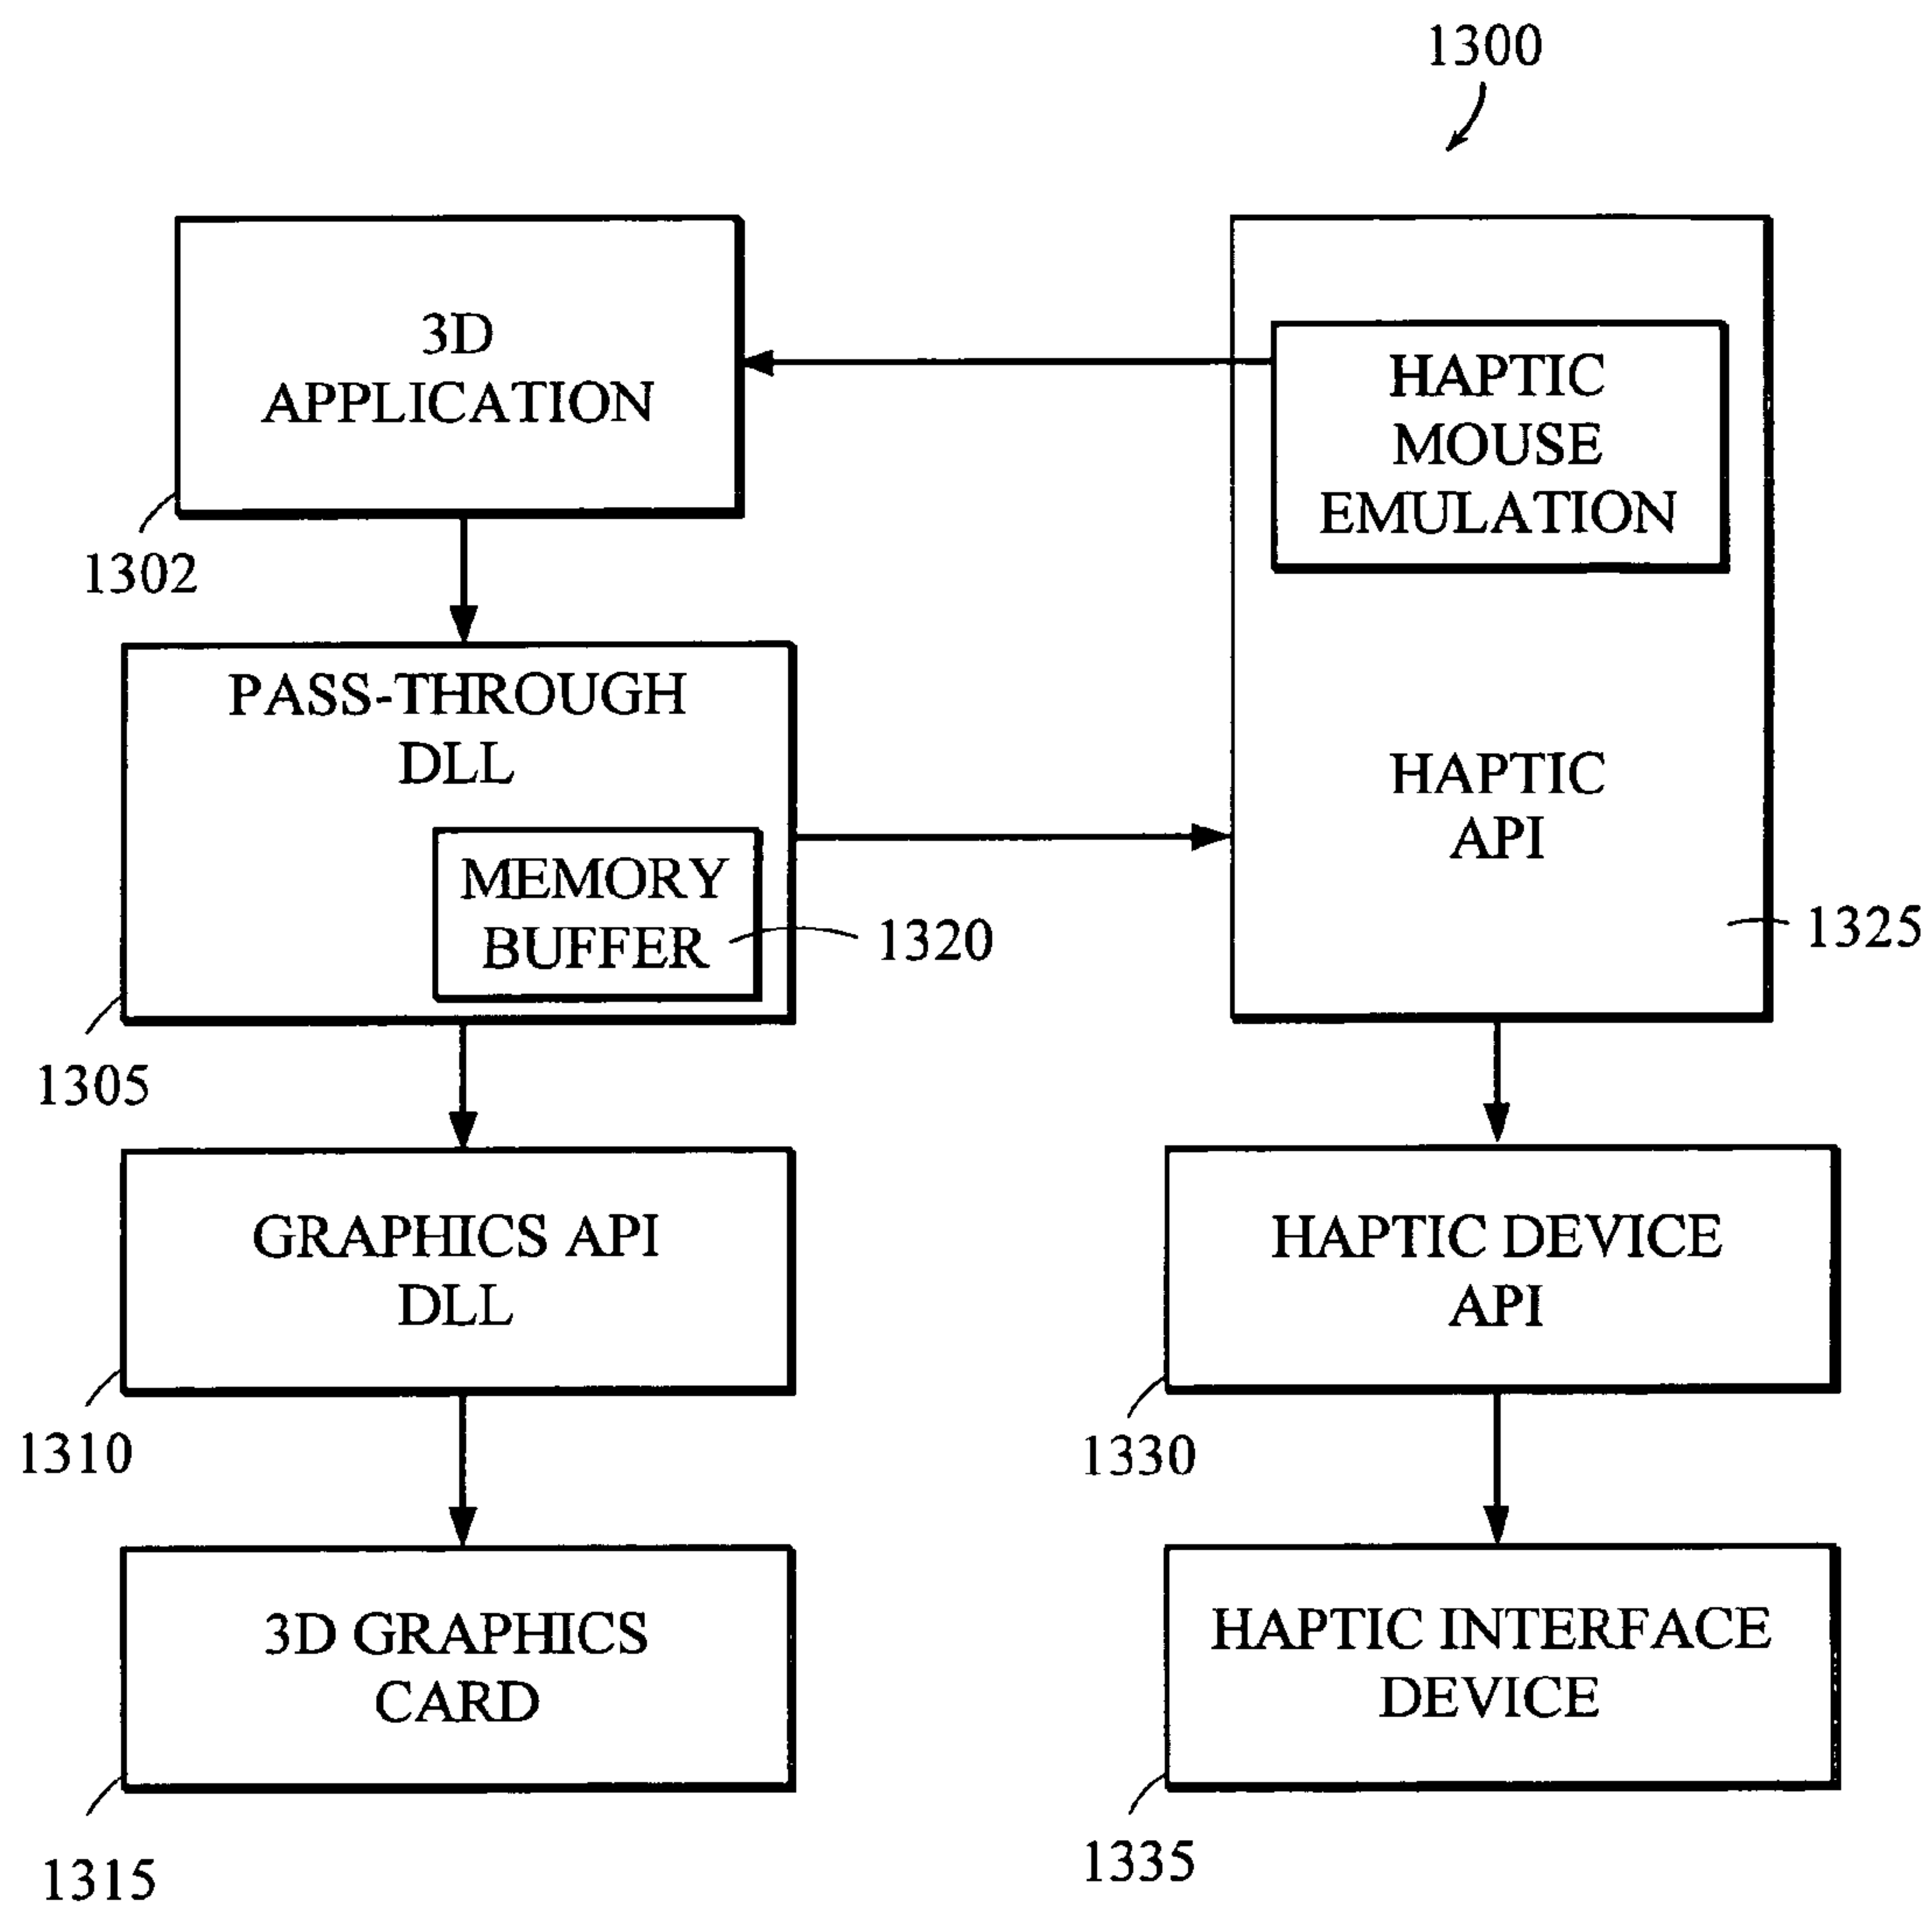 1300
3D
APPLICATION
1302
HAPTIC
MOUSE
EMULATION
PASS-THROUGH
DLL
MEMORY
BUFFER
1320
1305
HAPTIC
API
1325
GRAPHICS API
DLL
1310
HAPTIC DEVICE
API
1330
3D GRAPHICS
CARD
1315
HAPTIC INTERFACE
DEVICE
1335